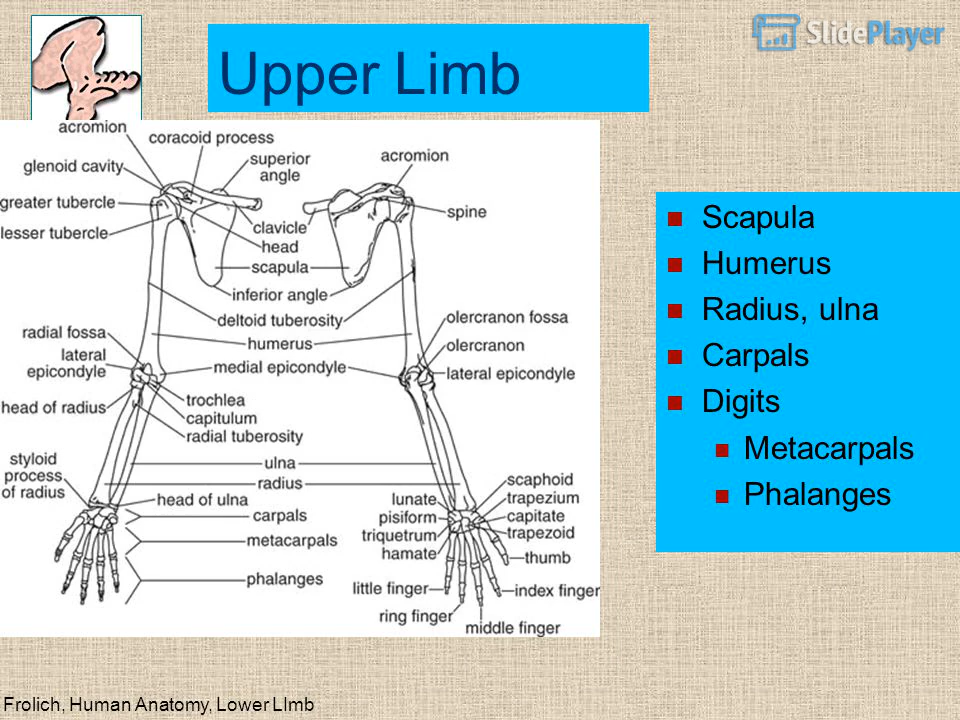 SlidePlayer
Upper Limb
acromion
coracoid process
glenoid cavity
superior
angle
acromion
greater tubercle
spine
lesser tubercle
clavicle
head
scapula
inferior angle
deltoid tuberosity
radial fossa
olercranon fossa
humerus
olercranon
lateral
epicondyle
medial epicondyle
lateral epicondyle
head of radius
trochlea
capitulum
radial tuberosity
styloid
process
of radius
ulna
radius
scaphoid
head of ulna
lunate
trapezium
carpals
pisiform
capitate
metacarpals
triquetrum
trapezoid
hamate
thumb
phalanges
little finger
index finger
ring finger
middle finger
Scapula
Humerus
Radius, ulna
Carpals
Digits
Metacarpals
Phalanges
Frolich, Human Anatomy, Lower LImb